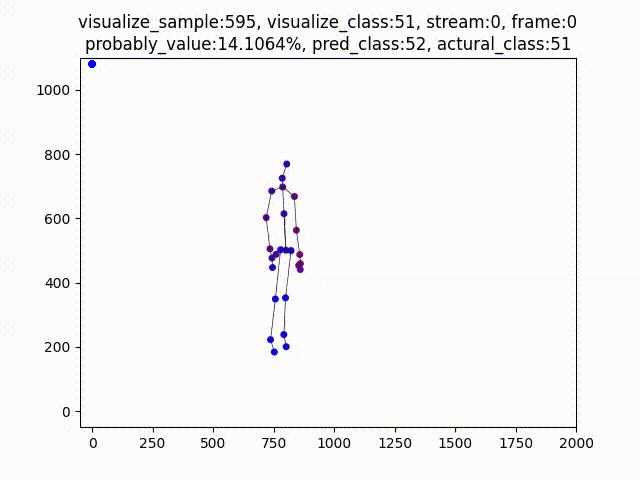 visualize_sample:595, visualize_class:51, stream:0, frame:0
probably_value:14.1064%, pred_class:52, actural_class:51
1000
800
600
400
200
0
0 250 500 750 1000 1250 1500 1750 2000